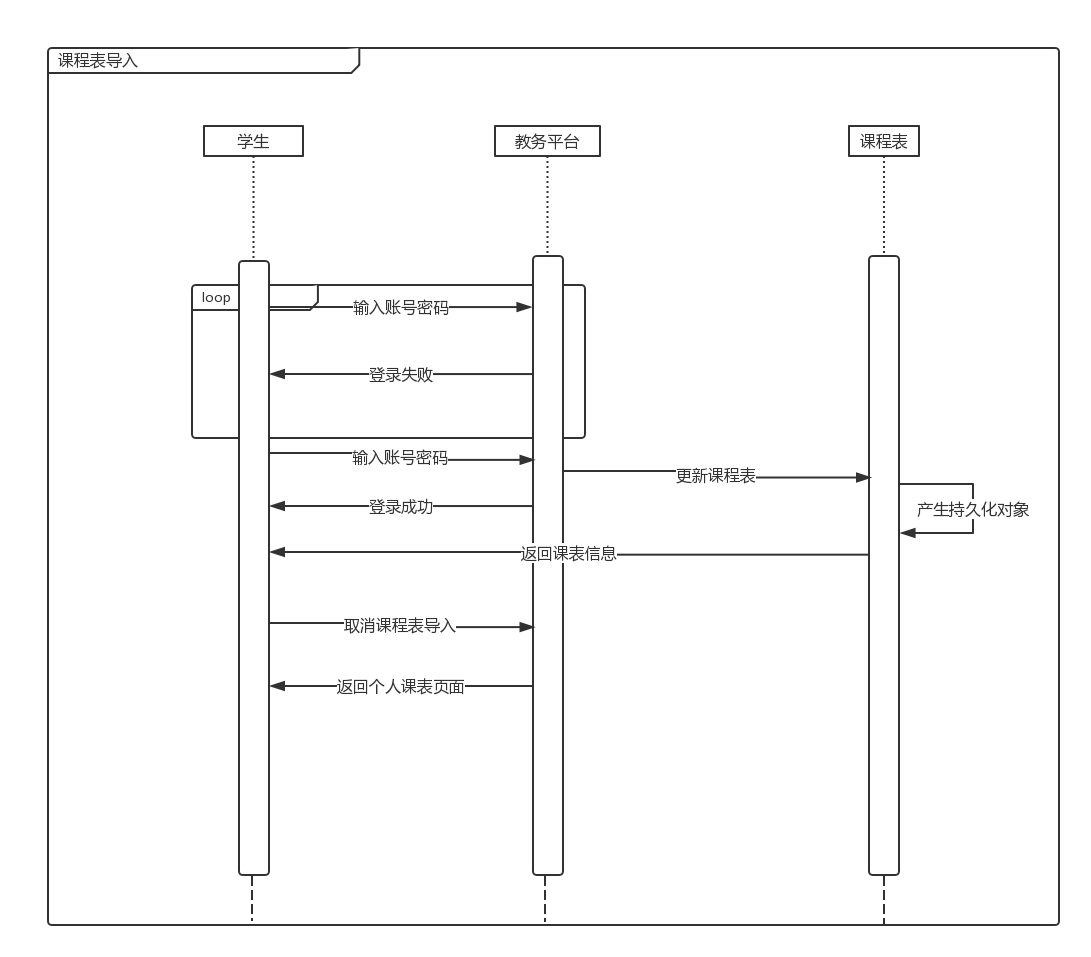 课程表导入
学生
教务平台
课程表
loop
输入账号密码
登录失败
输入账号密码
更新课程表
登录成功
产生持久化对象
返回课表信息
取消课程表导入
返回个人课表页面